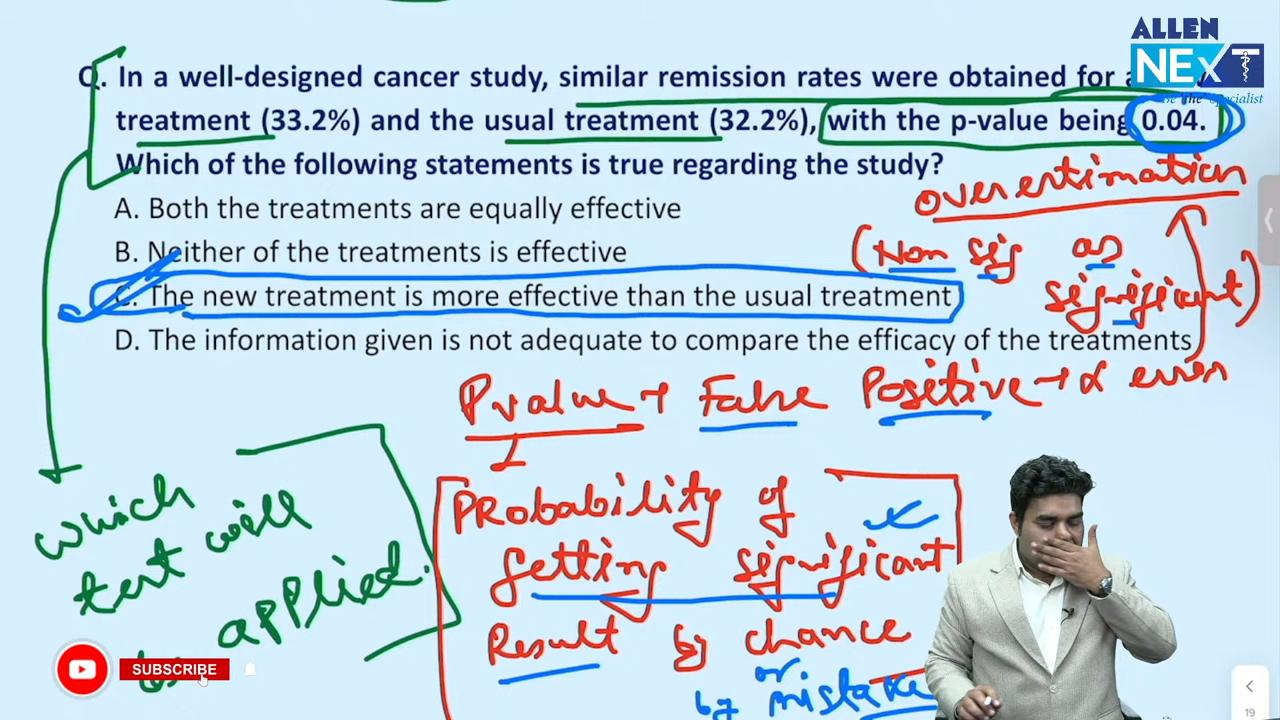 ALLEN
NEXT
Q. In a well-designed cancer study, similar remission rates were obtained for a
treatment (33.2%) and the usual treatment (32.2%), with the p-value being 0.04.
Which of the following statements is true regarding the study?
A. Both the treatments are equally effective
B. Neither of the treatments is effective
C. The new treatment is more effective than the usual treatment
D. The information given is not adequate to compare the efficacy of the treatments
overestimation
(Non sig as
significant)
P value → False Positive → α error
PRobability of
getting significant
Result by chance
or
by mistake
which
test will
be applied.
SUBSCRIBE
19